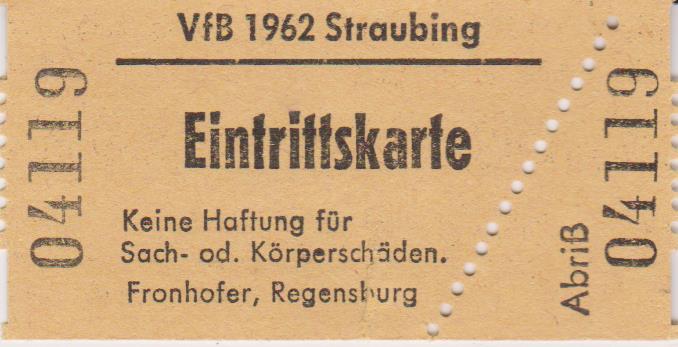 VfB 1962 Straubing
Eintrittskarte
Keine Haftung für
Sach- od. Körperschäden.
Fronhofer, Regensburg
04119
Abriß
04119